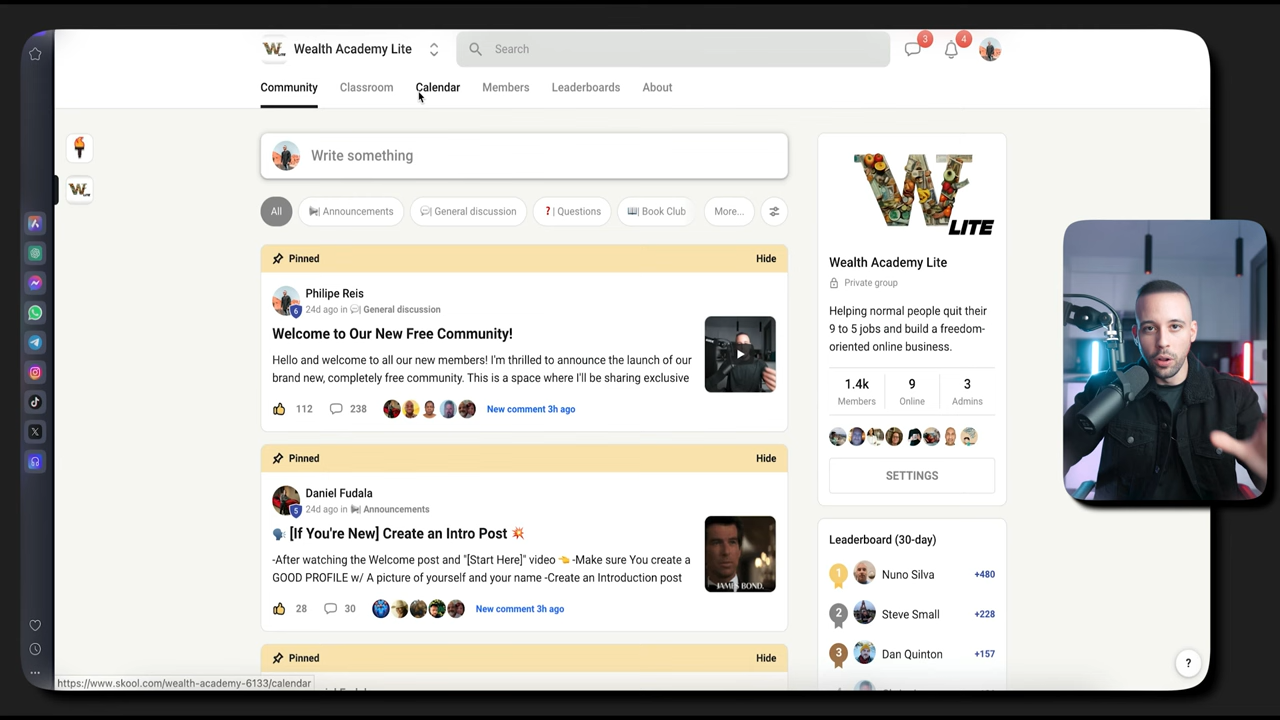 Wealth Academy Lite
Search
3
4
Community
Classroom
Calendar
Members
Leaderboards
About
Write something
All
Announcements
General discussion
? | Questions
Book Club
More...
Pinned
Hide
Philipe Reis
6
24d ago in General discussion
Welcome to Our New Free Community!
Hello and welcome to all our new members! I'm thrilled to announce the launch of our
brand new, completely free community. This is a space where I'll be sharing exclusive
112
238
New comment 3h ago
Pinned
Hide
Daniel Fudala
5
24d ago in Announcements
[If You're New] Create an Intro Post
-After watching the Welcome post and "[Start Here]" video 👈 -Make sure You create a
GOOD PROFILE w/ A picture of yourself and your name -Create an Introduction post
JAMES BOND.
28
30
New comment 3h ago
Pinned
Hide
W LITE
Wealth Academy Lite
Private group
Helping normal people quit their
9 to 5 jobs and build a freedom-
oriented online business.
1.4k
Members
9
Online
3
Admins
SETTINGS
Leaderboard (30-day)
1
Nuno Silva
+480
2
Steve Small
+228
3
Dan Quinton
+157
?
https://www.skool.com/wealth-academy-6133/calendar